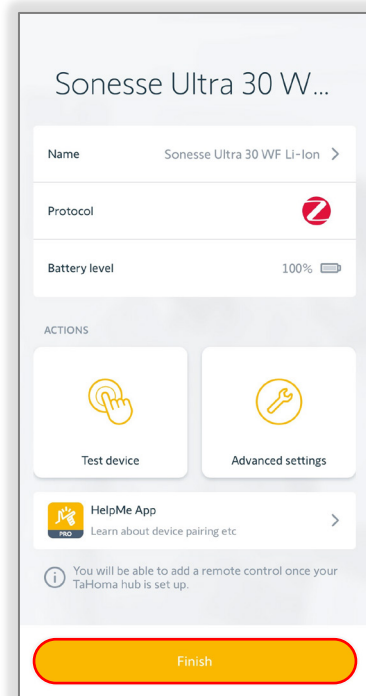 Sonesse Ultra 30 W...
Name Sonesse Ultra 30 WF Li-Ion
Protocol
Battery level 100%
ACTIONS
Test device
Advanced settings
HelpMe App
PRO
Learn about device pairing etc
You will be able to add a remote control once your
TaHoma hub is set up.
Finish